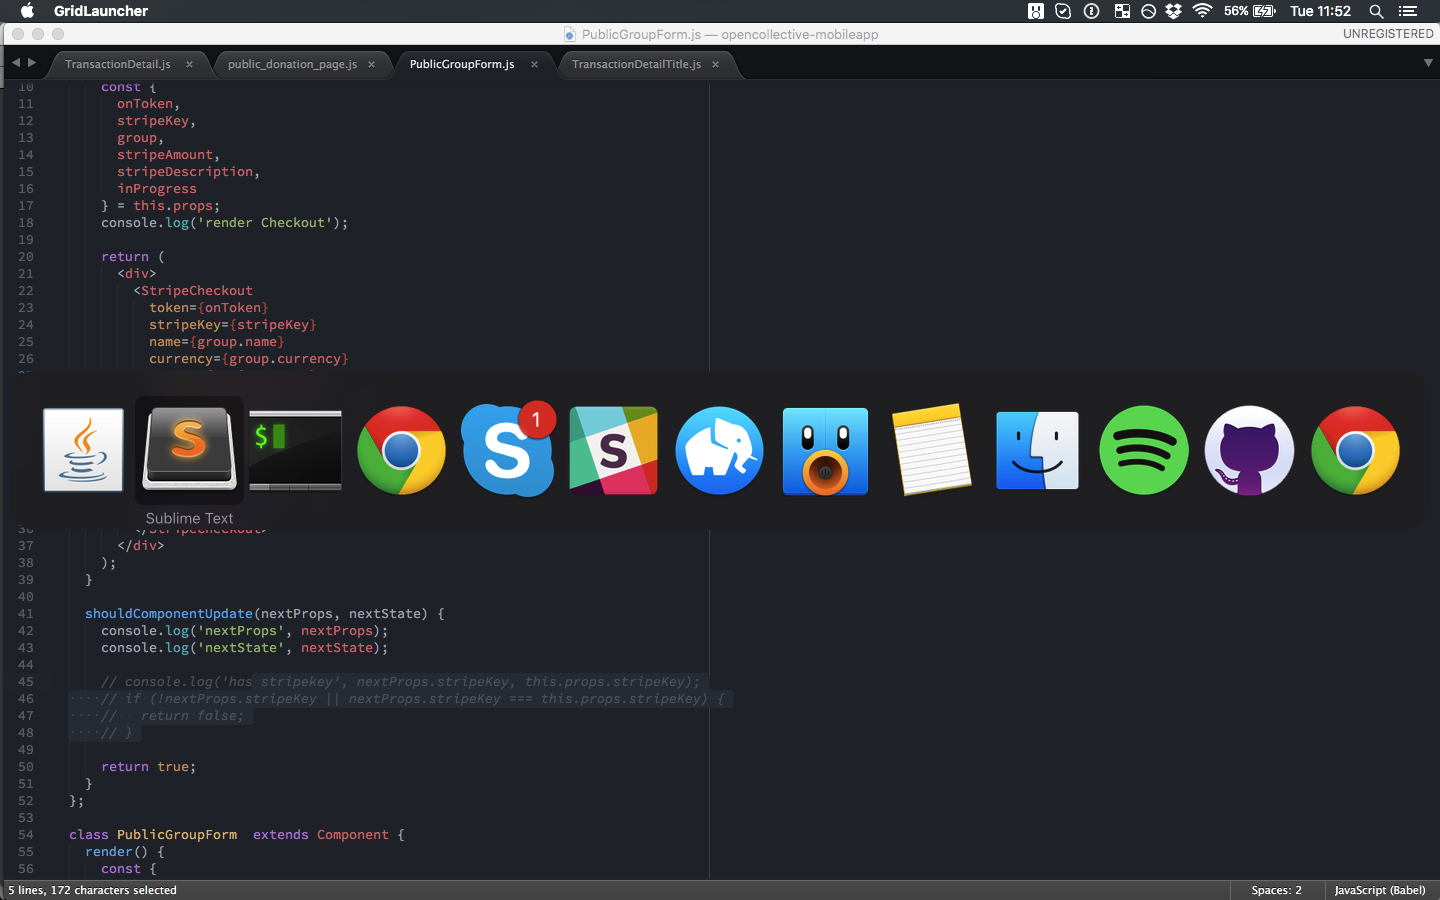 GridLauncher
56%
Tue 11:52
PublicGroupForm.js — opencollective-mobileapp
UNREGISTERED
TransactionDetail.js ×
public_donation_page.js ×
PublicGroupForm.js ×
TransactionDetailTitle.js ×
10 const {
11 onToken,
12 stripeKey,
13 group,
14 stripeAmount,
15 stripeDescription,
16 inProgress
17 } = this.props;
18 console.log('render Checkout');
19
20 return (
21 <div>
22 <StripeCheckout
23 token={onToken}
24 stripeKey={stripeKey}
25 name={group.name}
26 currency={group.currency}
$
S
1
S
Sublime Text
36 </StripeCheckout>
37 </div>
38 );
39 }
40
41 shouldComponentUpdate(nextProps, nextState) {
42 console.log('nextProps', nextProps);
43 console.log('nextState', nextState);
44
45 // console.log('has stripekey', nextProps.stripeKey, this.props.stripeKey);
46 ····// if (!nextProps.stripeKey || nextProps.stripeKey === this.props.stripeKey) {
47 ····//   return false;
48 ····// }
49
50 return true;
51 }
52 };
53
54 class PublicGroupForm  extends Component {
55 render() {
56 const {
5 lines, 172 characters selected
Spaces: 2
JavaScript (Babel)